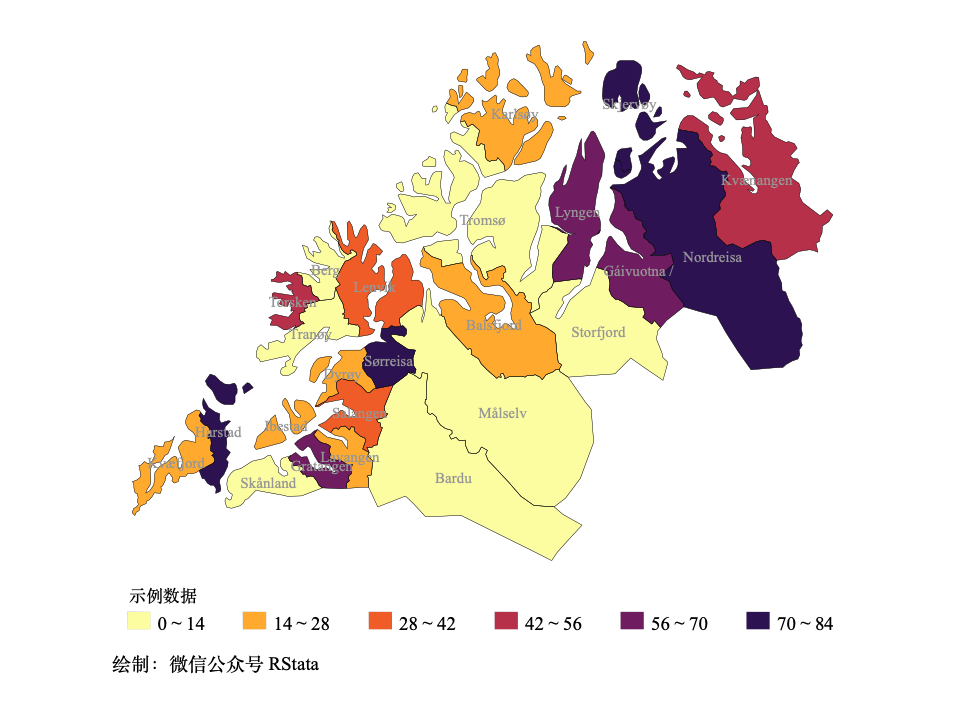 Skjervøy
Karlsøy
Kvænangen
Lyngen
Tromsø
Nordreisa
Gáivuotna /
Berg
Lenvik
Torsken
Balsfjord
Storfjord
Tranøy
Sørreisa
Dyrøy
Målselv
Salangen
Ibestad
Harstad
Lavangen
Kvæfjord
Gratangen
Skånland
Bardu
示例数据
0 ~ 14
14 ~ 28
28 ~ 42
42 ~ 56
56 ~ 70
70 ~ 84
绘制：微信公众号 RStata